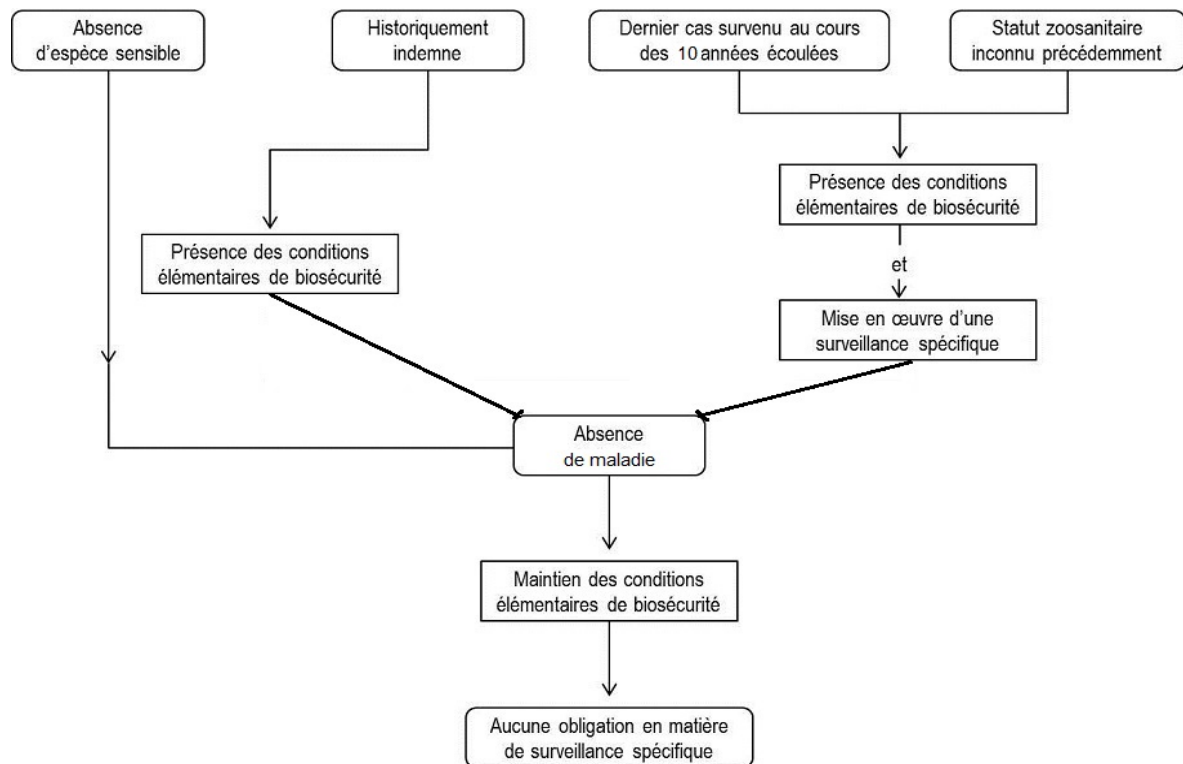 Absence
d'espèce sensible
Historiquement
indemne
Dernier cas survenu au cours
des 10 années écoulées
Statut zoosanitaire
inconnu précédemment
Présence des conditions
élémentaires de biosécurité
et
Présence des conditions
élémentaires de biosécurité
Mise en œuvre d'une
surveillance spécifique
Absence
de maladie
Maintien des conditions
élémentaires de biosécurité
Aucune obligation en matière
de surveillance spécifique